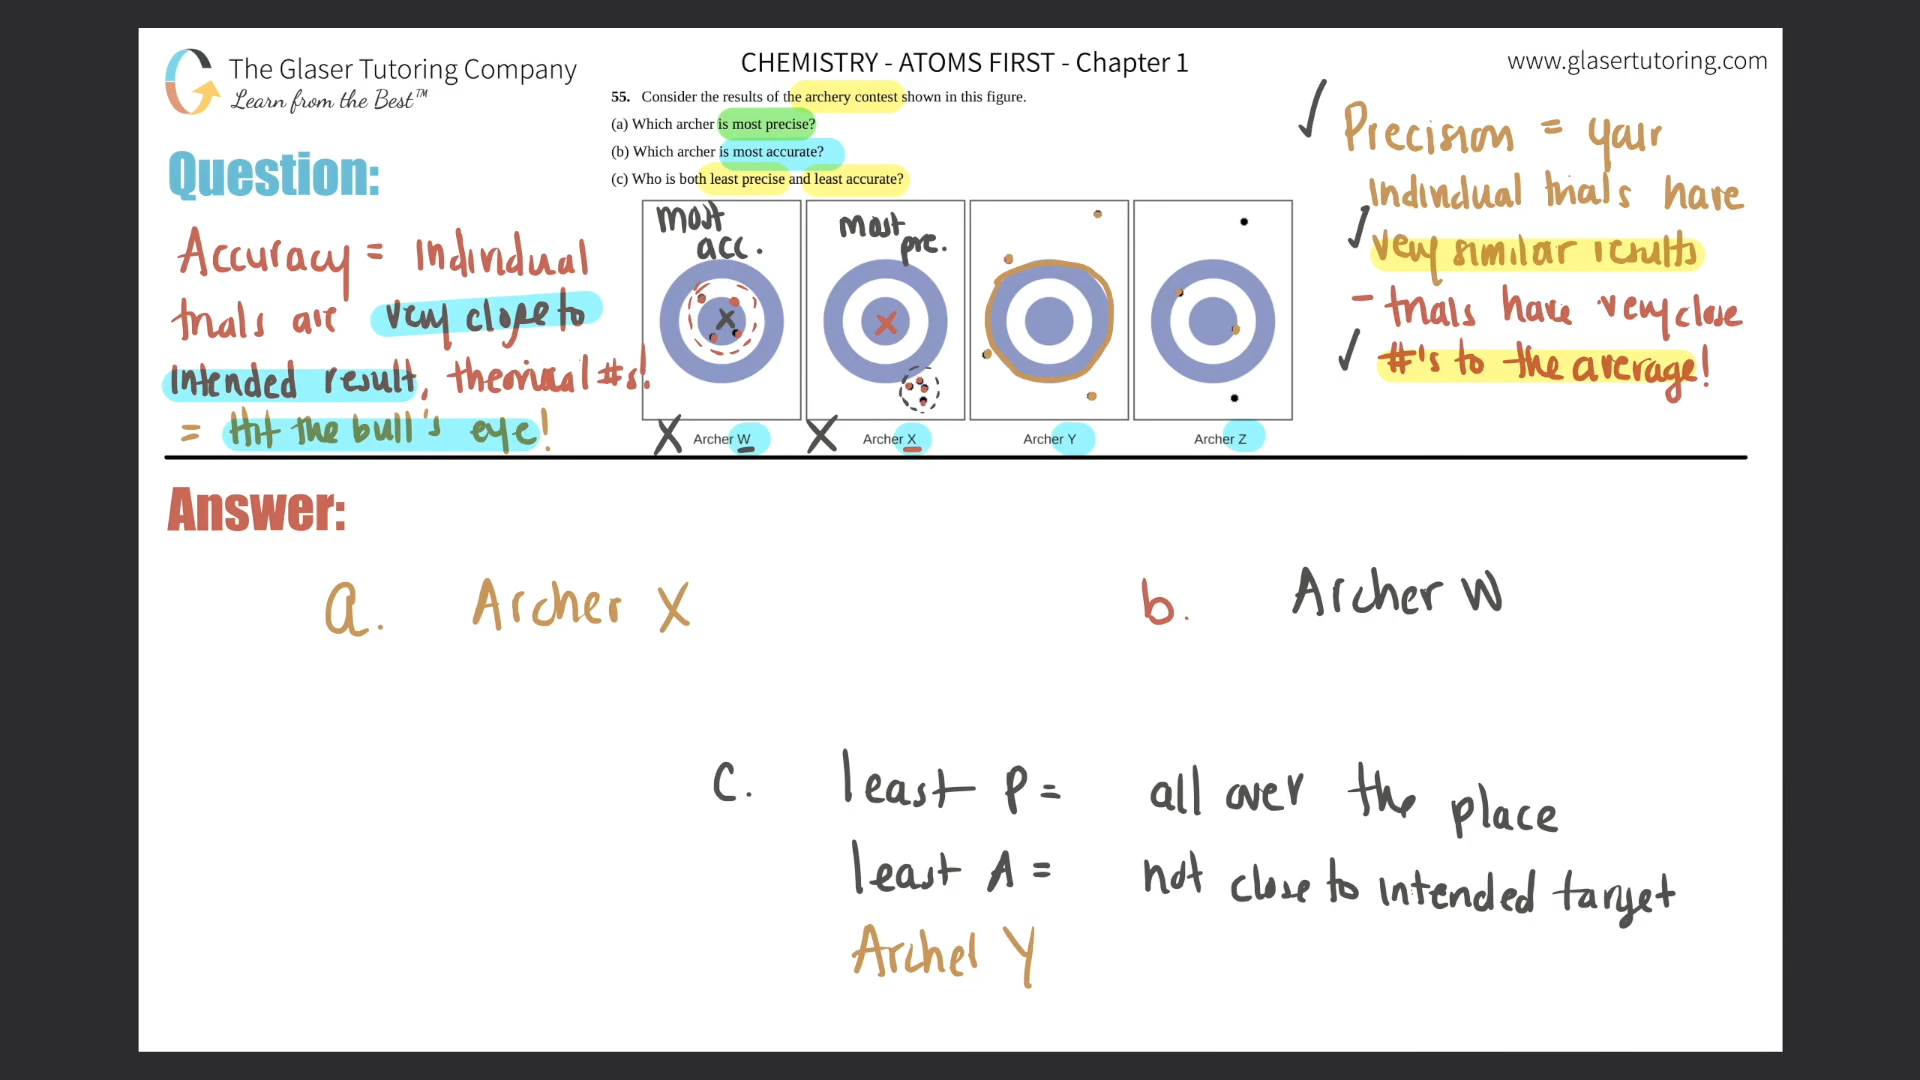 The Glaser Tutoring Company
Learn from the Best™
CHEMISTRY - ATOMS FIRST - Chapter 1
www.glasertutoring.com
55. Consider the results of the archery contest shown in this figure.
(a) Which archer is most precise?
(b) Which archer is most accurate?
(c) Who is both least precise and least accurate?
Question:
Accuracy = Individual
trials are very close to
Intended result, #s!
= Hit the bull's eye!
most
acc.
most
pre.
X
X
X Archer W
X Archer X
Archer Y
Archer Z
Precision = your
Individual trials have
very similar results
- trials have very close
#'s to the average!
Answer:
a. Archer X
b. Archer W
c. least P = all over the place
least A = not close to intended target
Archer Y